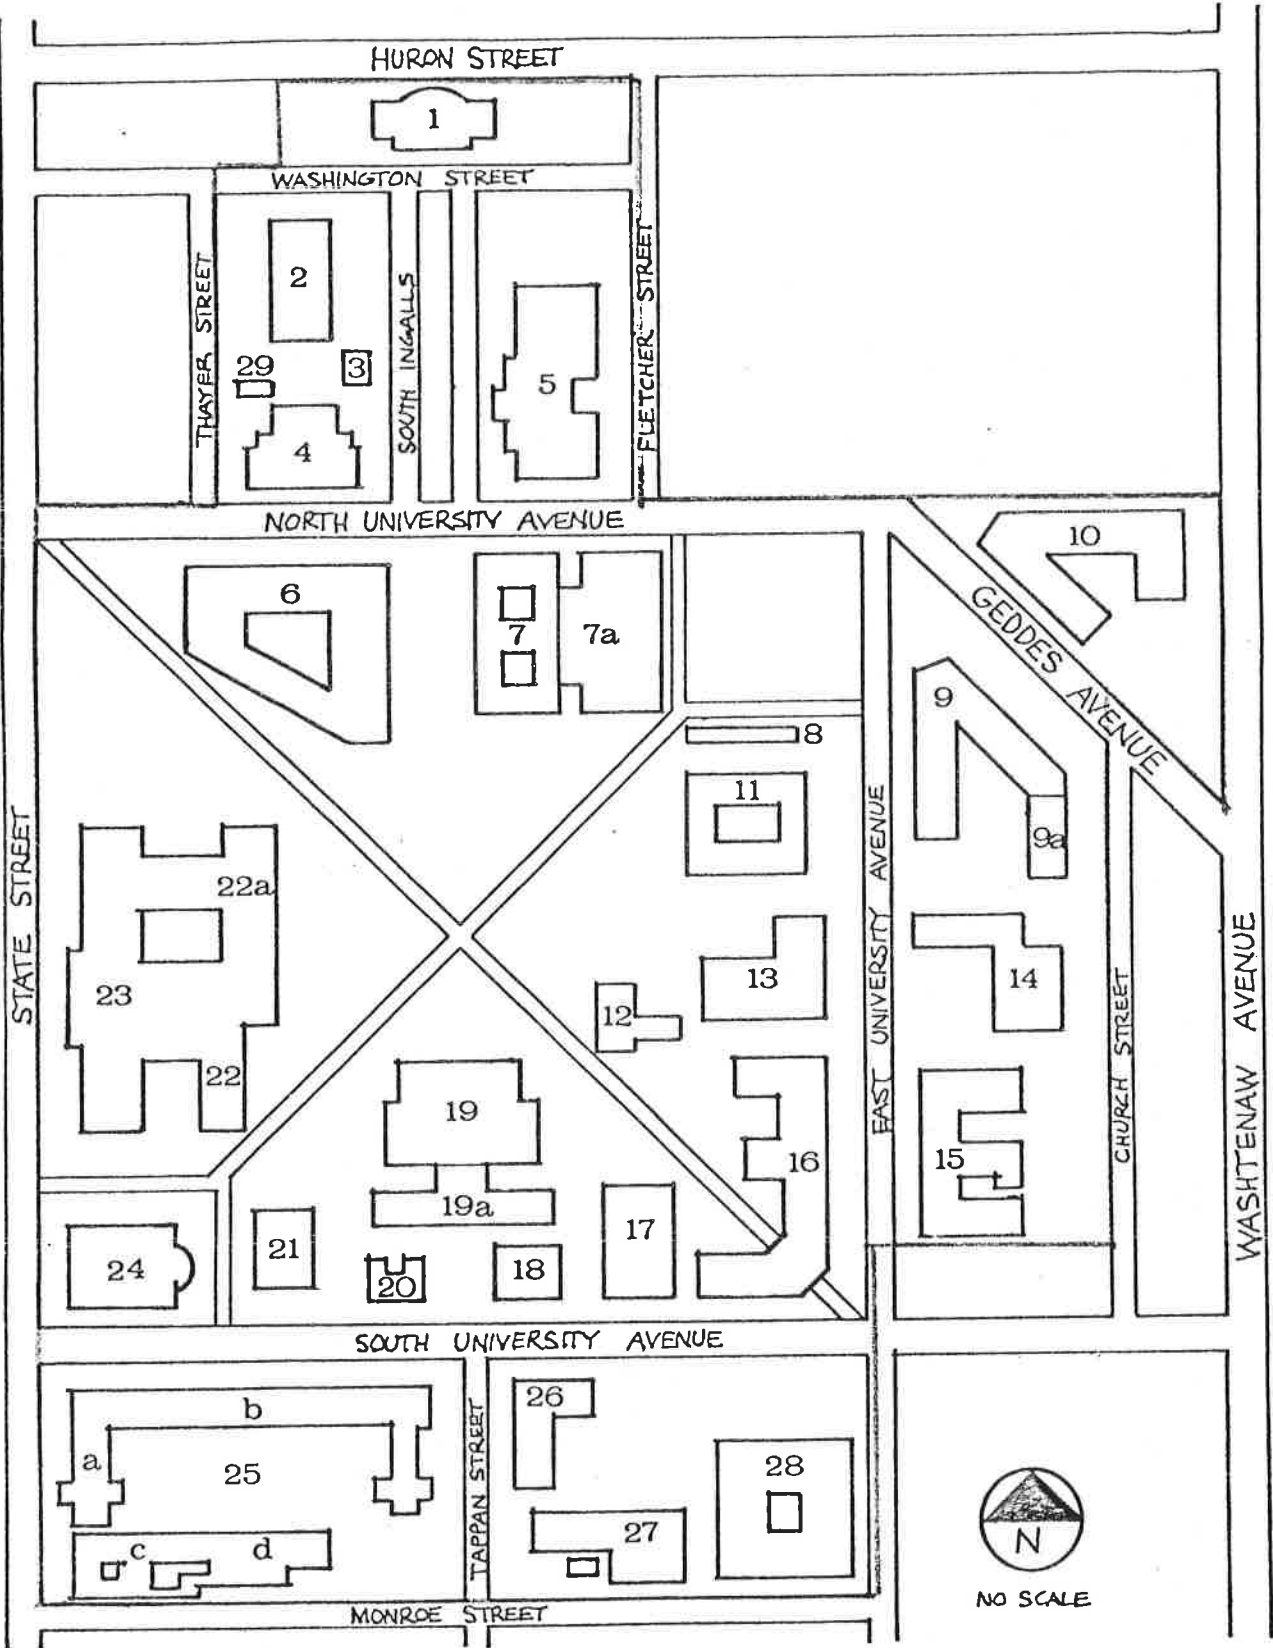 HURON STREET
1
WASHINGTON STREET
2
THAYER STREET
SOUTH INGALLS
FLETCHER STREET
29
3
5
4
NORTH UNIVERSITY AVENUE
10
6
7
7a
GEDDES AVENUE
9
8
11
9a
STATE STREET
EAST UNIVERSITY AVENUE
22a
23
13
14
12
CHURCH STREET
WASHTENAW AVENUE
22
19
16
15
19a
17
21
24
20
18
SOUTH UNIVERSITY AVENUE
26
b
a
25
TAPPAN STREET
28
c
d
27
N
NO SCALE
MONROE STREET